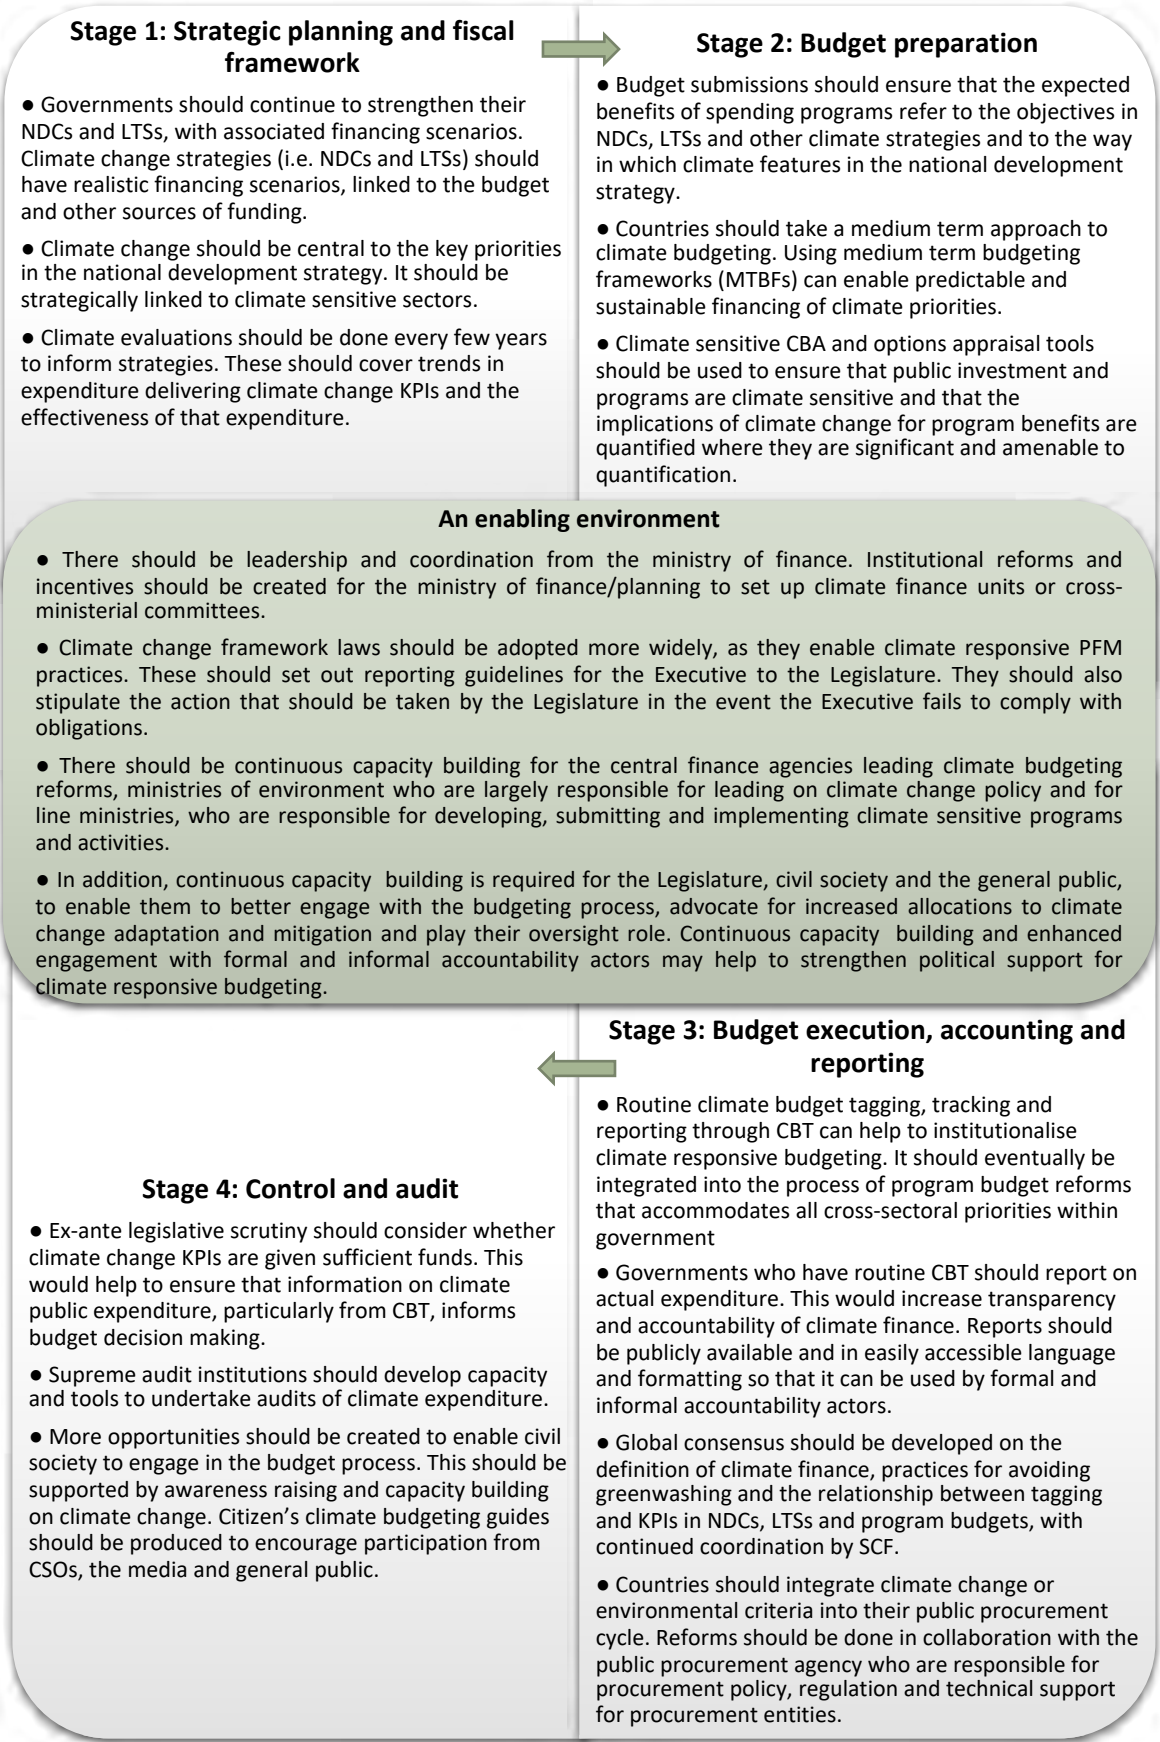 Stage 1: Strategic planning and fiscal
framework
● Governments should continue to strengthen their
NDCs and LTSs, with associated financing scenarios.
Climate change strategies (i.e. NDCs and LTSs) should
have realistic financing scenarios, linked to the budget
and other sources of funding.
● Climate change should be central to the key priorities
in the national development strategy. It should be
strategically linked to climate sensitive sectors.
● Climate evaluations should be done every few years
to inform strategies. These should cover trends in
expenditure delivering climate change KPIs and the
effectiveness of that expenditure.
Stage 2: Budget preparation
● Budget submissions should ensure that the expected
benefits of spending programs refer to the objectives in
NDCs, LTSs and other climate strategies and to the way
in which climate features in the national development
strategy.
● Countries should take a medium term approach to
climate budgeting. Using medium term budgeting
frameworks (MTBFs) can enable predictable and
sustainable financing of climate priorities.
● Climate sensitive CBA and options appraisal tools
should be used to ensure that public investment and
programs are climate sensitive and that the
implications of climate change for program benefits are
quantified where they are significant and amenable to
quantification.
An enabling environment
● There should be leadership and coordination from the ministry of finance. Institutional reforms and
incentives should be created for the ministry of finance/planning to set up climate finance units or cross-
ministerial committees.
● Climate change framework laws should be adopted more widely, as they enable climate responsive PFM
practices. These should set out reporting guidelines for the Executive to the Legislature. They should also
stipulate the action that should be taken by the Legislature in the event the Executive fails to comply with
obligations.
● There should be continuous capacity building for the central finance agencies leading climate budgeting
reforms, ministries of environment who are largely responsible for leading on climate change policy and for
line ministries, who are responsible for developing, submitting and implementing climate sensitive programs
and activities.
● In addition, continuous capacity building is required for the Legislature, civil society and the general public,
to enable them to better engage with the budgeting process, advocate for increased allocations to climate
change adaptation and mitigation and play their oversight role. Continuous capacity building and enhanced
engagement with formal and informal accountability actors may help to strengthen political support for
climate responsive budgeting.
Stage 3: Budget execution, accounting and
reporting
● Routine climate budget tagging, tracking and
reporting through CBT can help to institutionalise
climate responsive budgeting. It should eventually be
integrated into the process of program budget reforms
that accommodates all cross-sectoral priorities within
government
● Governments who have routine CBT should report on
actual expenditure. This would increase transparency
and accountability of climate finance. Reports should
be publicly available and in easily accessible language
and formatting so that it can be used by formal and
informal accountability actors.
● Global consensus should be developed on the
definition of climate finance, practices for avoiding
greenwashing and the relationship between tagging
and KPIs in NDCs, LTSs and program budgets, with
continued coordination by SCF.
● Countries should integrate climate change or
environmental criteria into their public procurement
cycle. Reforms should be done in collaboration with the
public procurement agency who are responsible for
procurement policy, regulation and technical support
for procurement entities.
Stage 4: Control and audit
● Ex-ante legislative scrutiny should consider whether
climate change KPIs are given sufficient funds. This
would help to ensure that information on climate
public expenditure, particularly from CBT, informs
budget decision making.
● Supreme audit institutions should develop capacity
and tools to undertake audits of climate expenditure.
● More opportunities should be created to enable civil
society to engage in the budget process. This should be
supported by awareness raising and capacity building
on climate change. Citizen’s climate budgeting guides
should be produced to encourage participation from
CSOs, the media and general public.